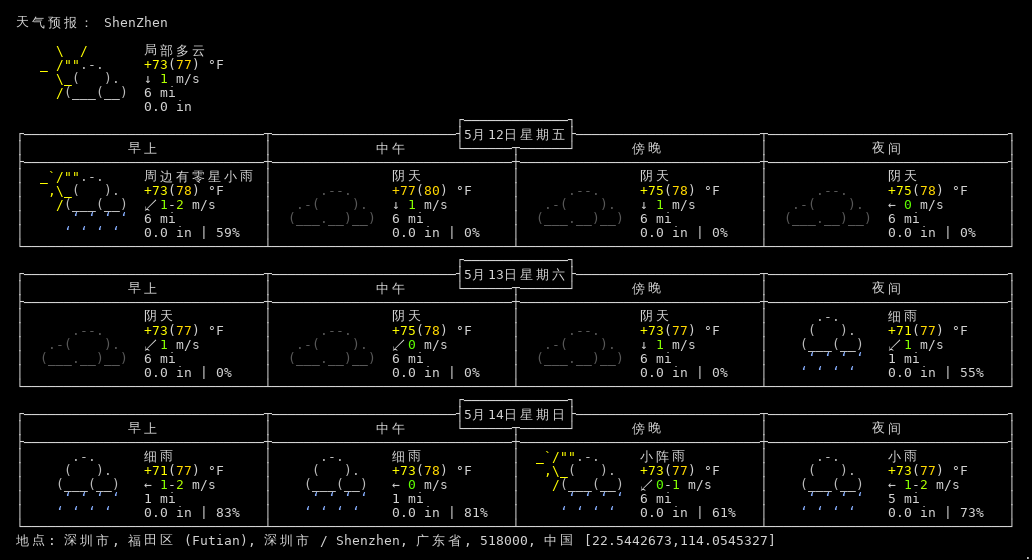 天气预报： ShenZhen
局部多云
+73(77) °F
↓ 1 m/s
6 mi
0.0 in
5月12日星期五
早上 中午 傍晚 夜间
周边有零星小雨 阴天 阴天 阴天
+73(78) °F +77(80) °F +75(78) °F +75(78) °F
↙1-2 m/s ↓ 1 m/s ↓ 1 m/s ← 0 m/s
6 mi 6 mi 6 mi 6 mi
0.0 in | 59% 0.0 in | 0% 0.0 in | 0% 0.0 in | 0%
5月13日星期六
早上 中午 傍晚 夜间
阴天 阴天 阴天 细雨
+73(77) °F +75(78) °F +73(77) °F +71(77) °F
↙1 m/s ↙0 m/s ↓ 1 m/s ↙1 m/s
6 mi 6 mi 6 mi 1 mi
0.0 in | 0% 0.0 in | 0% 0.0 in | 0% 0.0 in | 55%
5月14日星期日
早上 中午 傍晚 夜间
细雨 细雨 小阵雨 小雨
+71(77) °F +73(78) °F +73(77) °F +73(77) °F
← 1-2 m/s ← 0 m/s ↙0-1 m/s ← 1-2 m/s
1 mi 1 mi 6 mi 5 mi
0.0 in | 83% 0.0 in | 81% 0.0 in | 61% 0.0 in | 73%
地点: 深圳市, 福田区 (Futian), 深圳市 / Shenzhen, 广东省, 518000, 中国 [22.5442673,114.0545327]